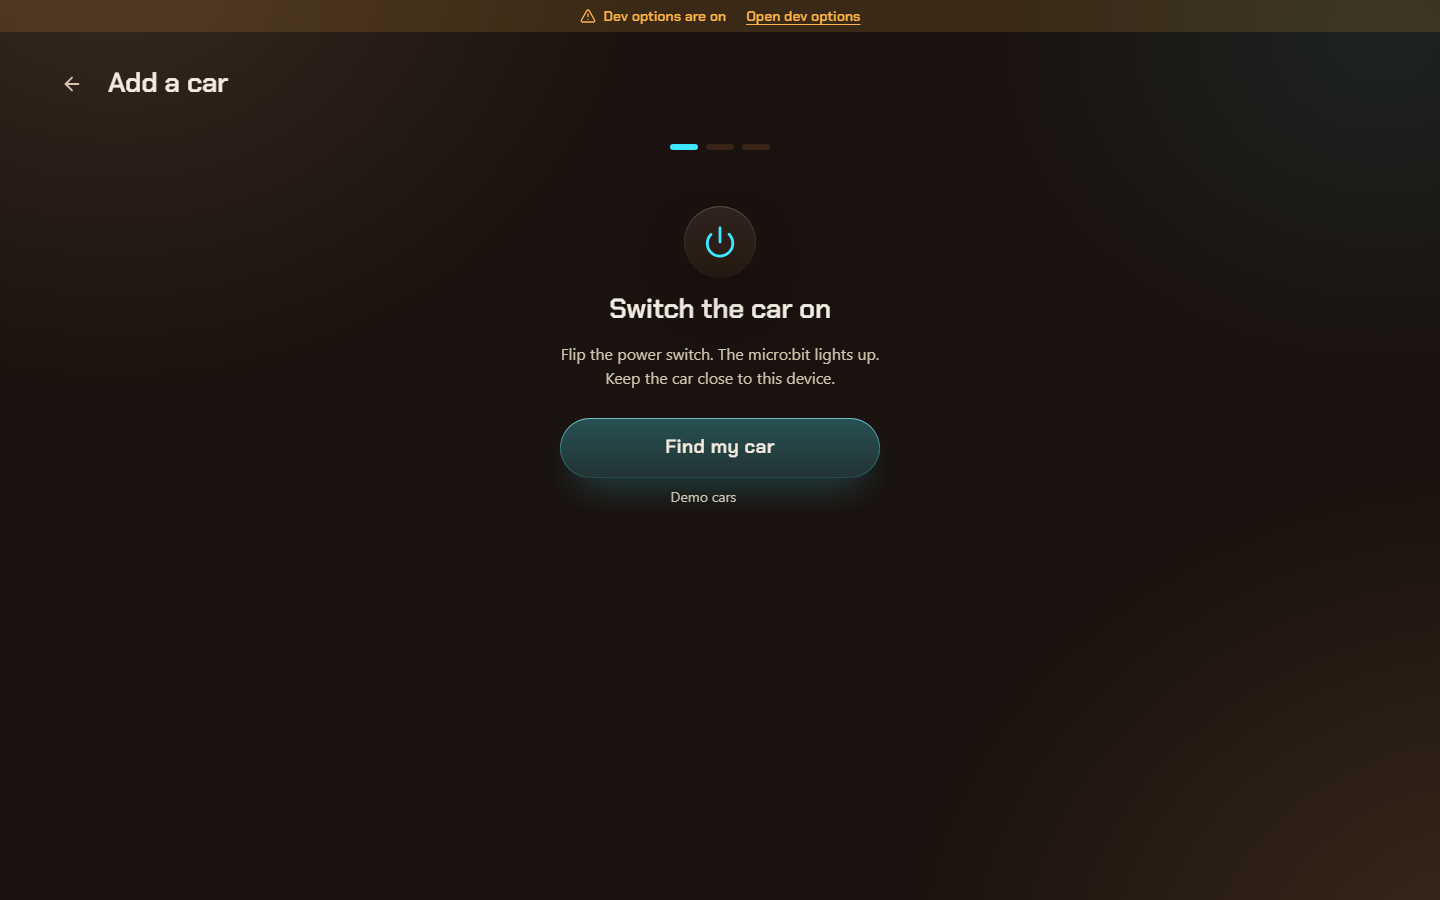 Dev options are on Open dev options
Add a car
Switch the car on
Flip the power switch. The micro:bit lights up.
Keep the car close to this device.
Find my car
Demo cars